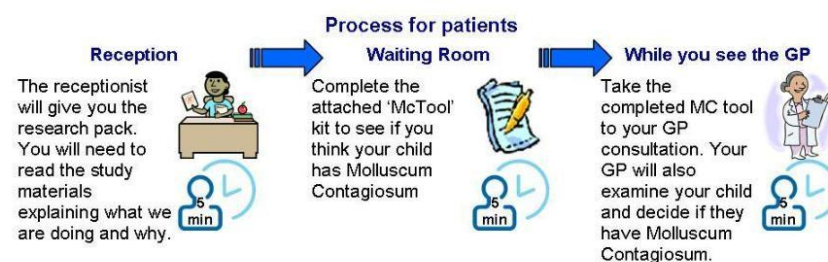 Process for patients
Reception
The receptionist
will give you the
research pack.
You will need to
read the study
materials
explaining what we
are doing and why.
5
min
Waiting Room
Complete the
attached ‘McTool’
kit to see if you
think your child
has Molluscum
Contagiosum
5
min
While you see the GP
Take the
completed MC tool
to your GP
consultation. Your
GP will also
examine your child
and decide if they
have Molluscum
Contagiosum.
5
min